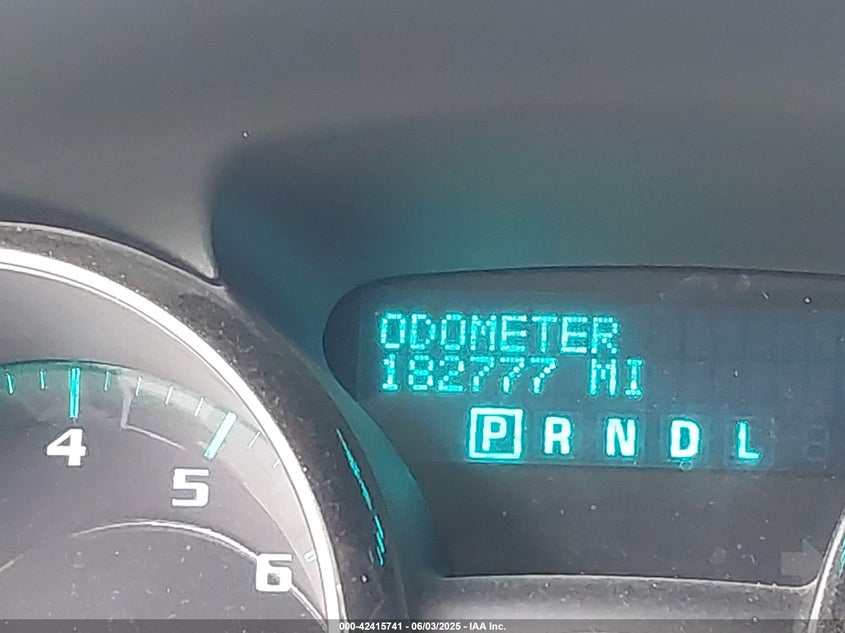 ODOMETER
182777 MI
P R N D L
4
5
6
000-42415741 - 06/03/2025 - IAA Inc.